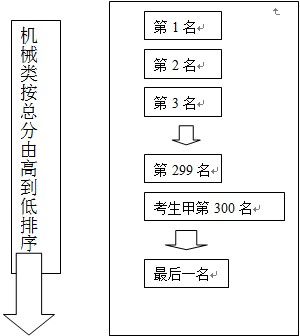 机械类按总分由高到低排序
第 1 名
第 2 名
第 3 名
第 299 名
考生甲第 300 名
最后一名